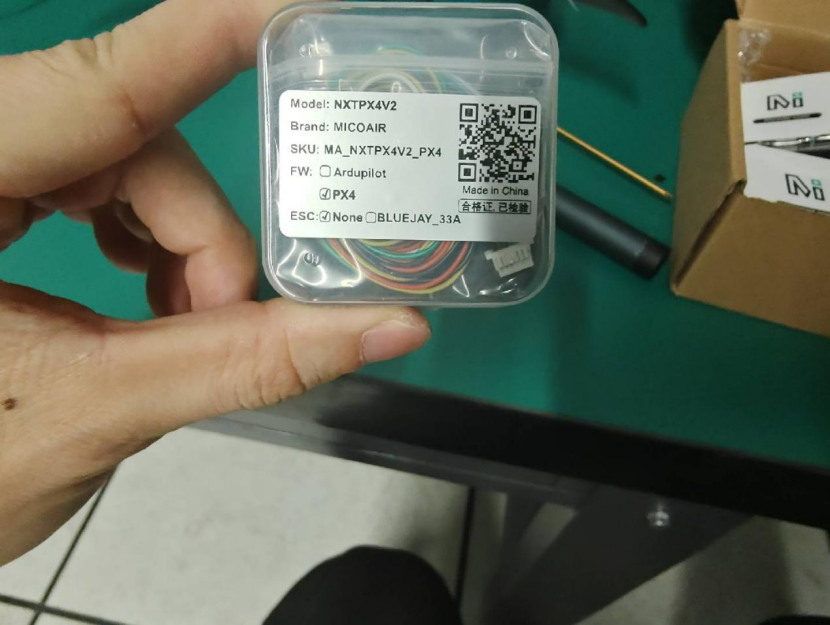 Model: NXTPX4V2
Brand: MICOAIR
SKU: MA_NXTPX4V2_PX4
FW: ☐Ardupilot
☑PX4
ESC:☑None☐BLUEJAY_33A
Made in China
合格证 已检验